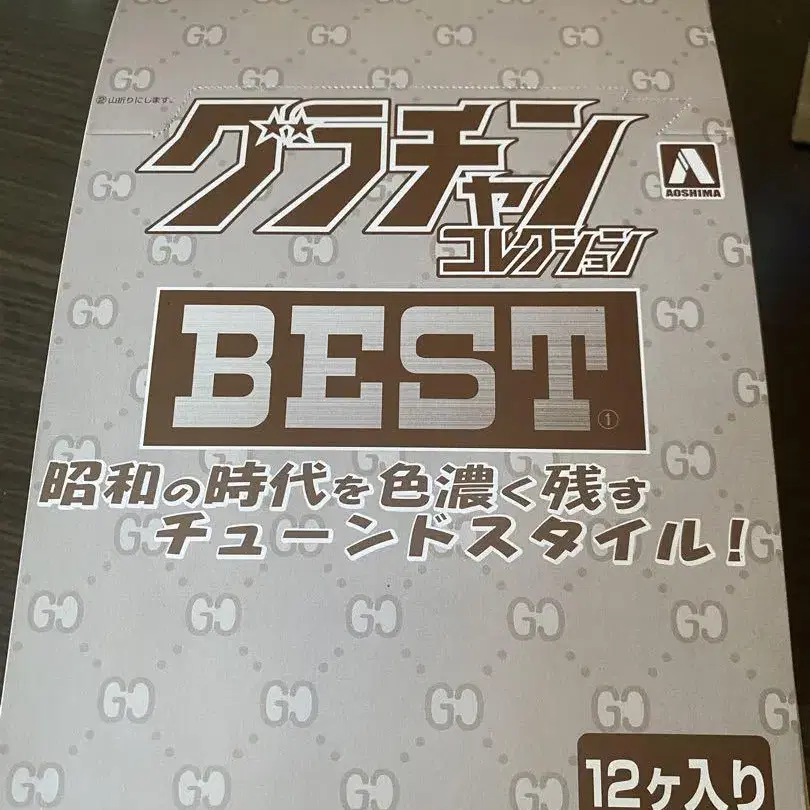 ㉒山折りにします。
グラチャン
コレクション
AOSHIMA
BEST
①
昭和の時代を色濃く残す
チューンドスタイル!
12ヶ入り